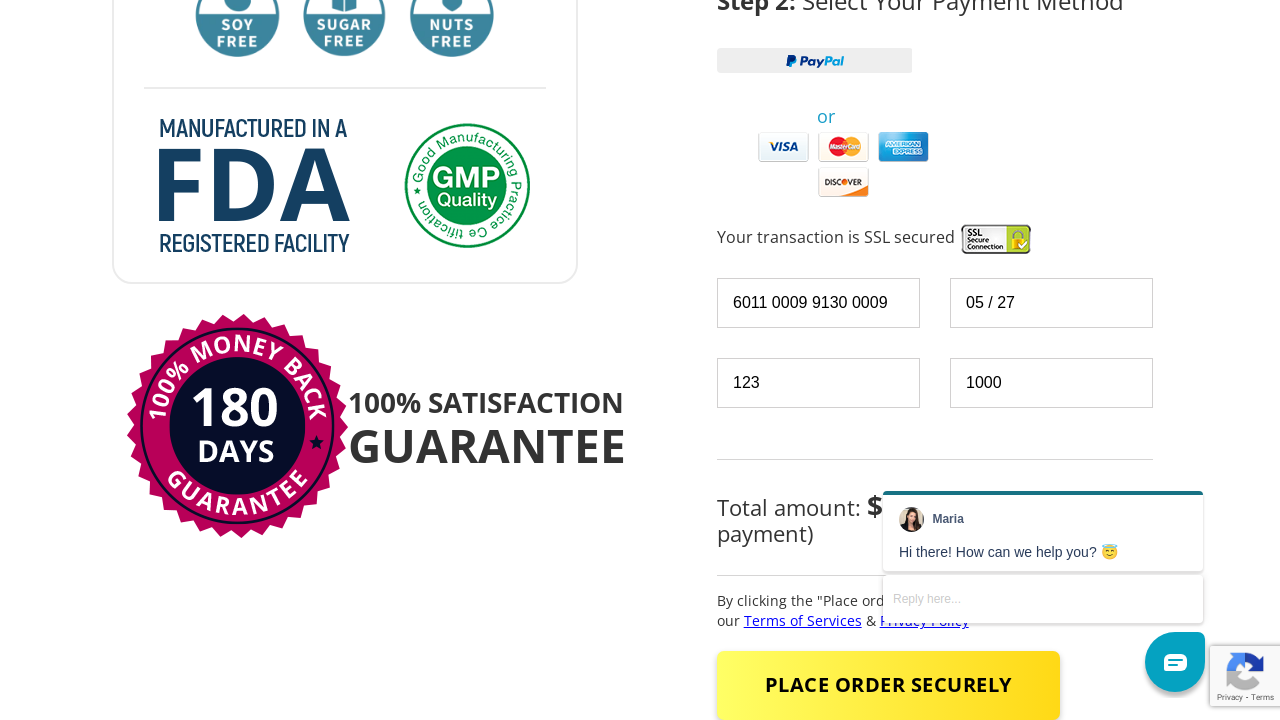 SOY FREE
SUGAR FREE
NUTS FREE
MANUFACTURED IN A
FDA
REGISTERED FACILITY
Good Manufacturing Practice Ce tification
GMP
Quality
100% MONEY BACK
180
DAYS
GUARANTEE
100% SATISFACTION
GUARANTEE
Step 2: Select Your Payment Method
PayPal
or
VISA
MasterCard
AMERICAN EXPRESS
DISCOVER
Your transaction is SSL secured
SSL
Secure
Connection
6011 0009 9130 0009
05 / 27
123
1000
Total amount: $
payment)
By clicking the "Place ord
our Terms of Services & Privacy Policy
PLACE ORDER SECURELY
Maria
Hi there! How can we help you? 😇
Reply here...
Privacy - Terms